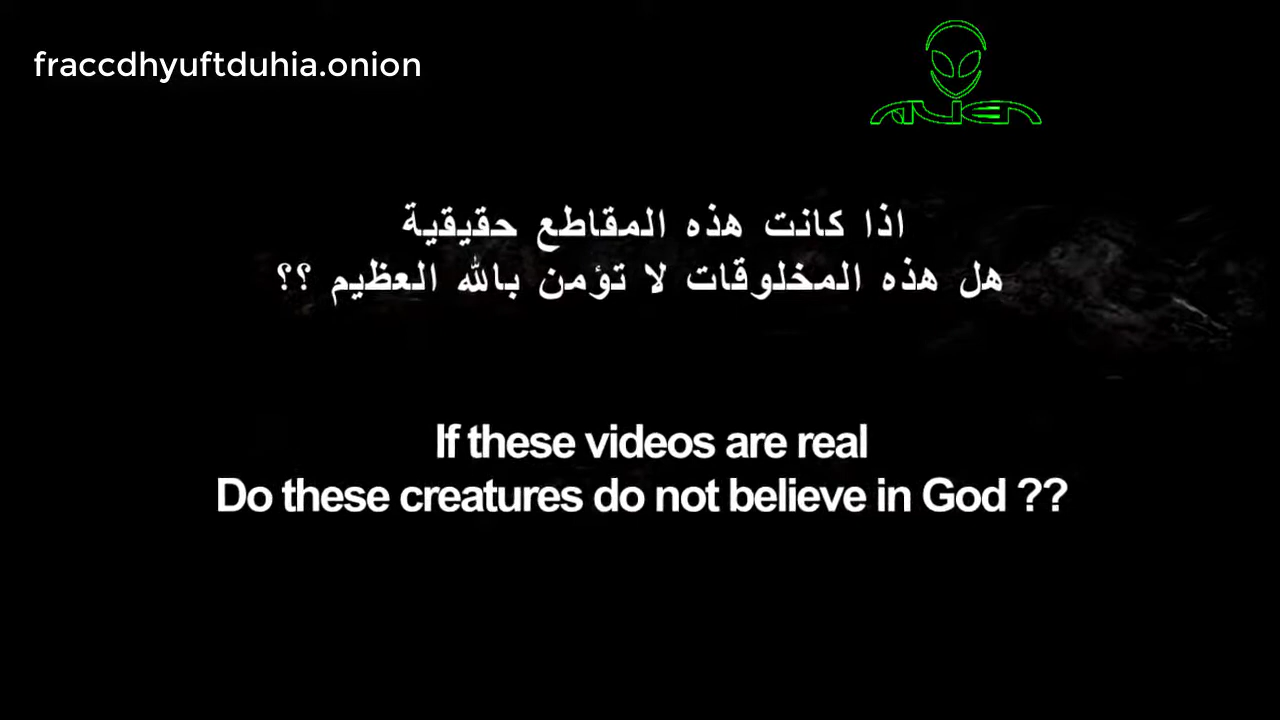 fraccdhyuftduhia.onion
ALIEN
اذا كانت هذه المقاطع حقيقية
هل هذه المخلوقات لا تؤمن بالله العظيم ؟؟
If these videos are real
Do these creatures do not believe in God ??